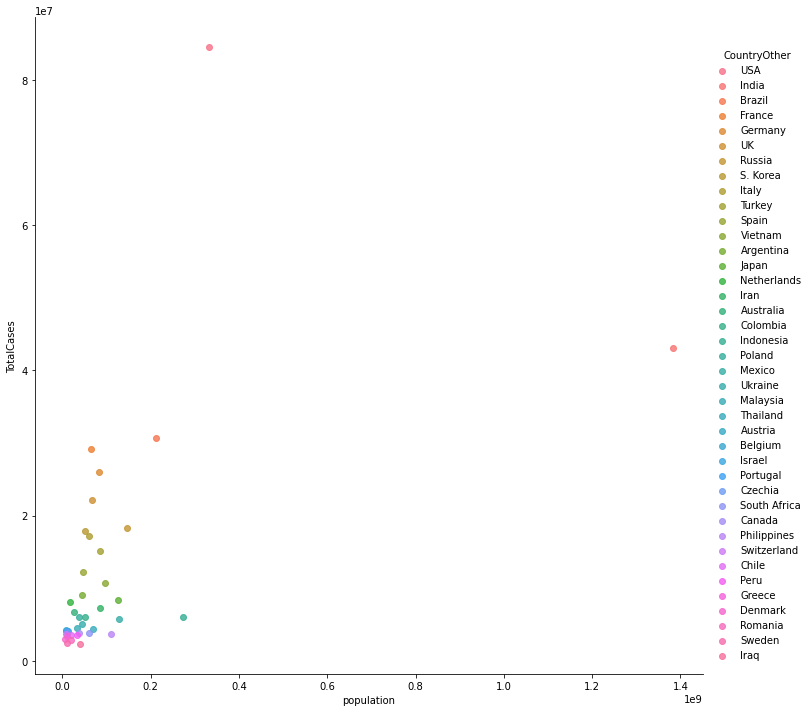 1e7
8
6
4
2
0
TotalCases
0.0 0.2 0.4 0.6 0.8 1.0 1.2 1.4
1e9
population
CountryOther
USA
India
Brazil
France
Germany
UK
Russia
S. Korea
Italy
Turkey
Spain
Vietnam
Argentina
Japan
Netherlands
Iran
Australia
Colombia
Indonesia
Poland
Mexico
Ukraine
Malaysia
Thailand
Austria
Belgium
Israel
Portugal
Czechia
South Africa
Canada
Philippines
Switzerland
Chile
Peru
Greece
Denmark
Romania
Sweden
Iraq